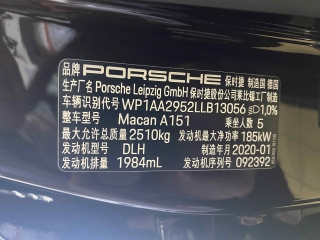 品牌 PORSCHE 保时捷 制造国 德国
生产厂名 Porsche Leipzig GmbH 保时捷股份公司莱比锡工厂制造
车辆识别代号 WP1AA2952LLB13056 1,0%
整车型号 Macan A151 乘坐人数 5
最大允许总质量 2510kg 发动机最大净功率 185kW
发动机型号 DLH 制造年月 2020-01
发动机排量 1984mL 发动机序列号 092392